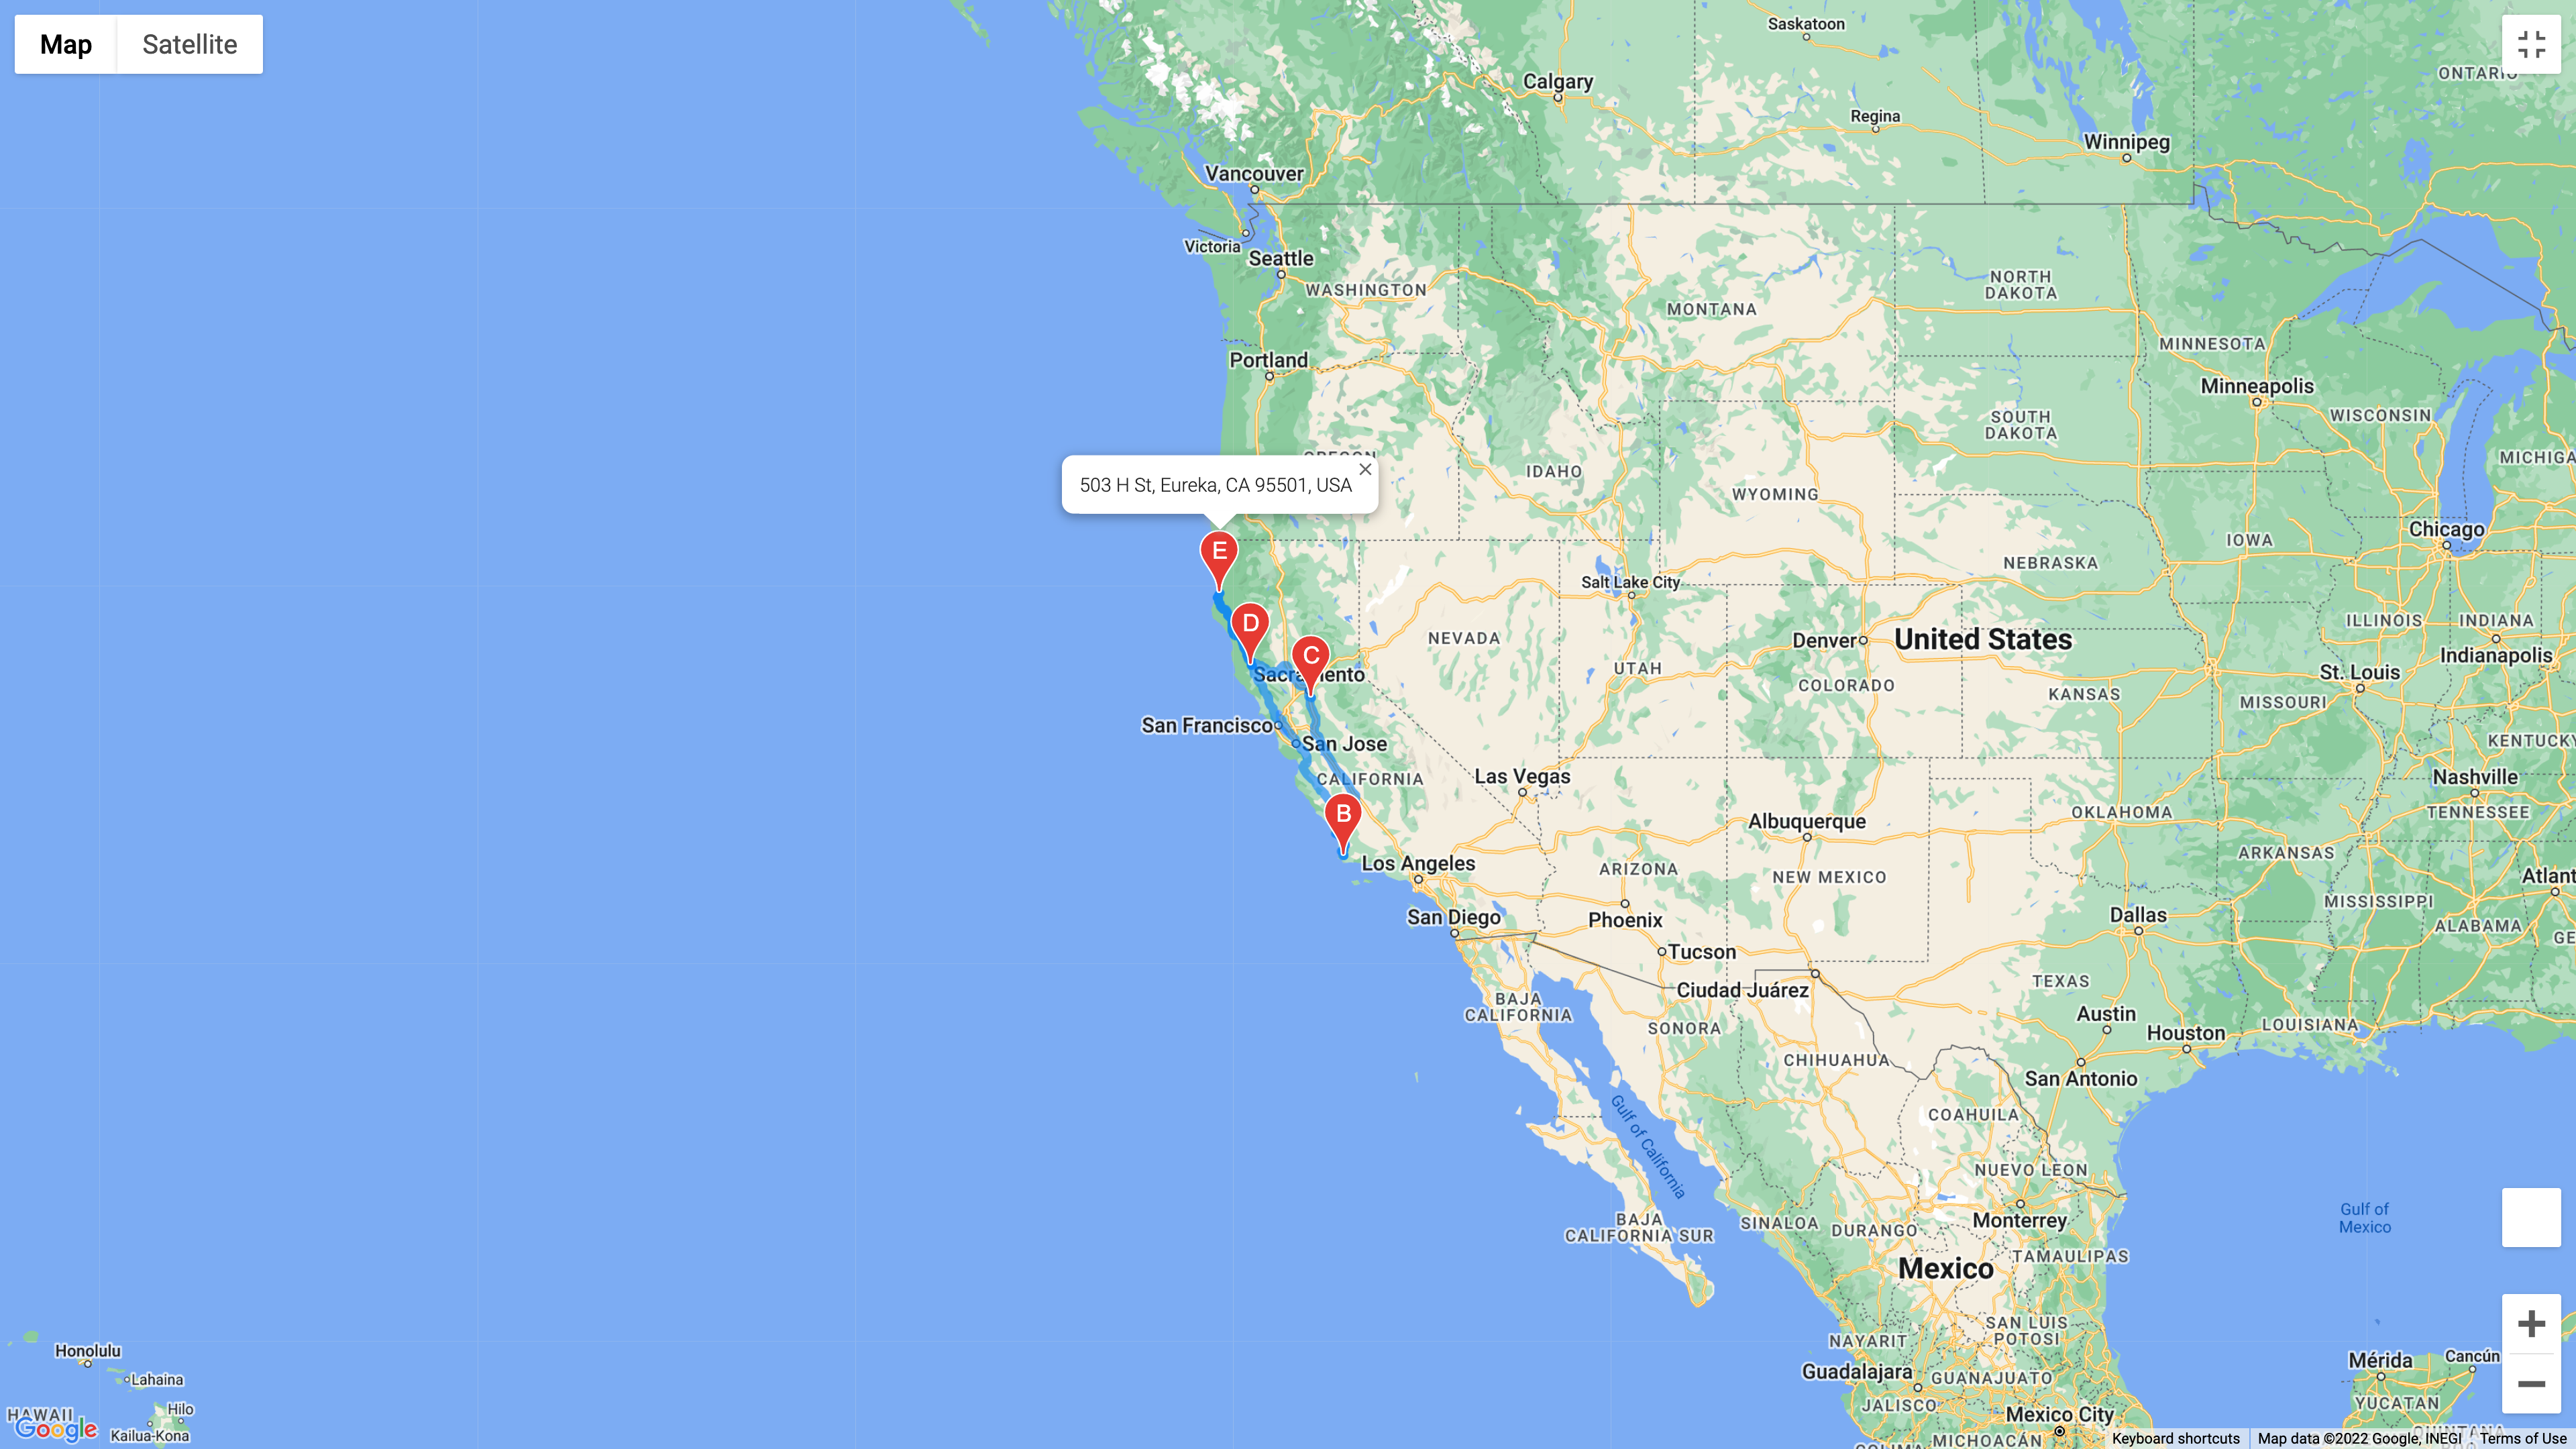 Map
Satellite
Saskatoon
Calgary
ONTARIO
Regina
Winnipeg
Vancouver
Victoria
Seattle
WASHINGTON
NORTH
DAKOTA
MONTANA
MINNESOTA
Portland
Minneapolis
WISCONSIN
SOUTH
DAKOTA
OREGON
MICHIGA
IDAHO
503 H St, Eureka, CA 95501, USA
WYOMING
Chicago
IOWA
E
NEBRASKA
Salt Lake City
D
ILLINOIS
INDIANA
NEVADA
Denver
United States
C
Indianapolis
UTAH
Sacramento
St. Louis
COLORADO
KANSAS
MISSOURI
San Francisco
San Jose
KENTUCKY
CALIFORNIA
Las Vegas
Nashville
B
OKLAHOMA
TENNESSEE
Albuquerque
Los Angeles
ARKANSAS
ARIZONA
NEW MEXICO
Atlant
MISSISSIPPI
San Diego
Phoenix
Dallas
ALABAMA
GE
Tucson
TEXAS
Ciudad Juárez
BAJA
CALIFORNIA
Austin
SONORA
LOUISIANA
Houston
CHIHUAHUA
San Antonio
COAHUILA
Gulf of California
NUEVO LEON
Gulf of
Mexico
BAJA
CALIFORNIA SUR
SINALOA
DURANGO
Monterrey
TAMAULIPAS
Mexico
SAN LUIS
POTOSI
NAYARIT
Honolulu
Mérida
Cancún
Guadalajara
GUANAJUATO
Lahaina
YUCATAN
JALISCO
Hilo
HAWAII
Mexico City
Google
Kailua-Kona
MICHOACÁN
Keyboard shortcuts
Map data ©2022 Google, INEGI
Terms of Use